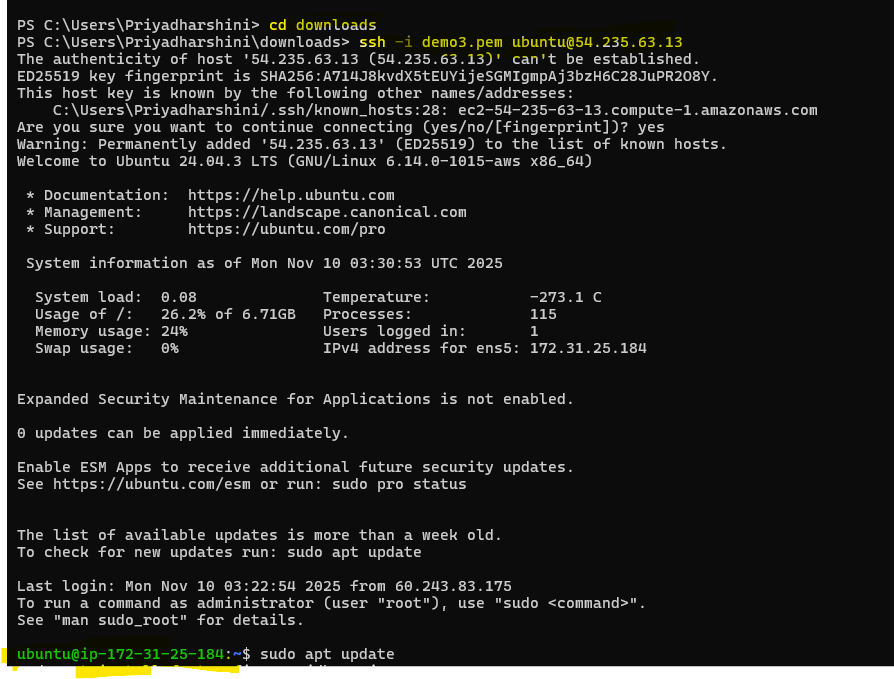 PS C:\Users\Priyadharshini> cd downloads
PS C:\Users\Priyadharshini\downloads> ssh -i demo3.pem ubuntu@54.235.63.13
The authenticity of host '54.235.63.13 (54.235.63.13)' can't be established.
ED25519 key fingerprint is SHA256:A714J8kvdX5tEUYijeSGMIgmpAj3bzH6C28JuPR2O8Y.
This host key is known by the following other names/addresses:
    C:\Users\Priyadharshini/.ssh/known_hosts:28: ec2-54-235-63-13.compute-1.amazonaws.com
Are you sure you want to continue connecting (yes/no/[fingerprint])? yes
Warning: Permanently added '54.235.63.13' (ED25519) to the list of known hosts.
Welcome to Ubuntu 24.04.3 LTS (GNU/Linux 6.14.0-1015-aws x86_64)

 * Documentation:  https://help.ubuntu.com
 * Management:     https://landscape.canonical.com
 * Support:        https://ubuntu.com/pro

 System information as of Mon Nov 10 03:30:53 UTC 2025

  System load:  0.08              Temperature:           -273.1 C
  Usage of /:   26.2% of 6.71GB   Processes:             115
  Memory usage: 24%               Users logged in:       1
  Swap usage:   0%                IPv4 address for ens5: 172.31.25.184

Expanded Security Maintenance for Applications is not enabled.

0 updates can be applied immediately.

Enable ESM Apps to receive additional future security updates.
See https://ubuntu.com/esm or run: sudo pro status

The list of available updates is more than a week old.
To check for new updates run: sudo apt update

Last login: Mon Nov 10 03:22:54 2025 from 60.243.83.175
To run a command as administrator (user "root"), use "sudo <command>".
See "man sudo_root" for details.

ubuntu@ip-172-31-25-184:~$ sudo apt update